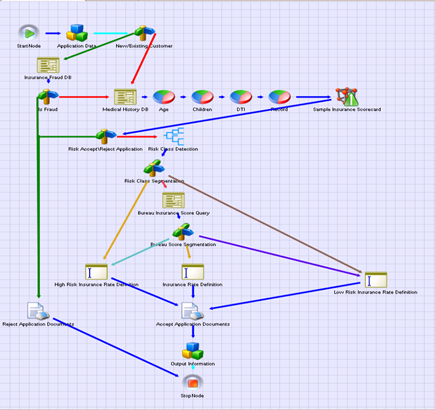 StartNode
Application Data
New/Existing Customer
Insurance Fraud DB
Is Fraud
Medical History DB
Age
Children
DTI
Record
Sample Insurance Scorecard
Risk Accept\Reject Application
Risk Class Detection
Risk Class Segmentation
Bureau Insurance Score Query
Bureau Score Segmentation
High Risk Insurance Rate Definition
Insurance Rate Definition
Low Risk Insurance Rate Definition
Reject Application Documents
Accept Application Documents
Output Information
StopNode